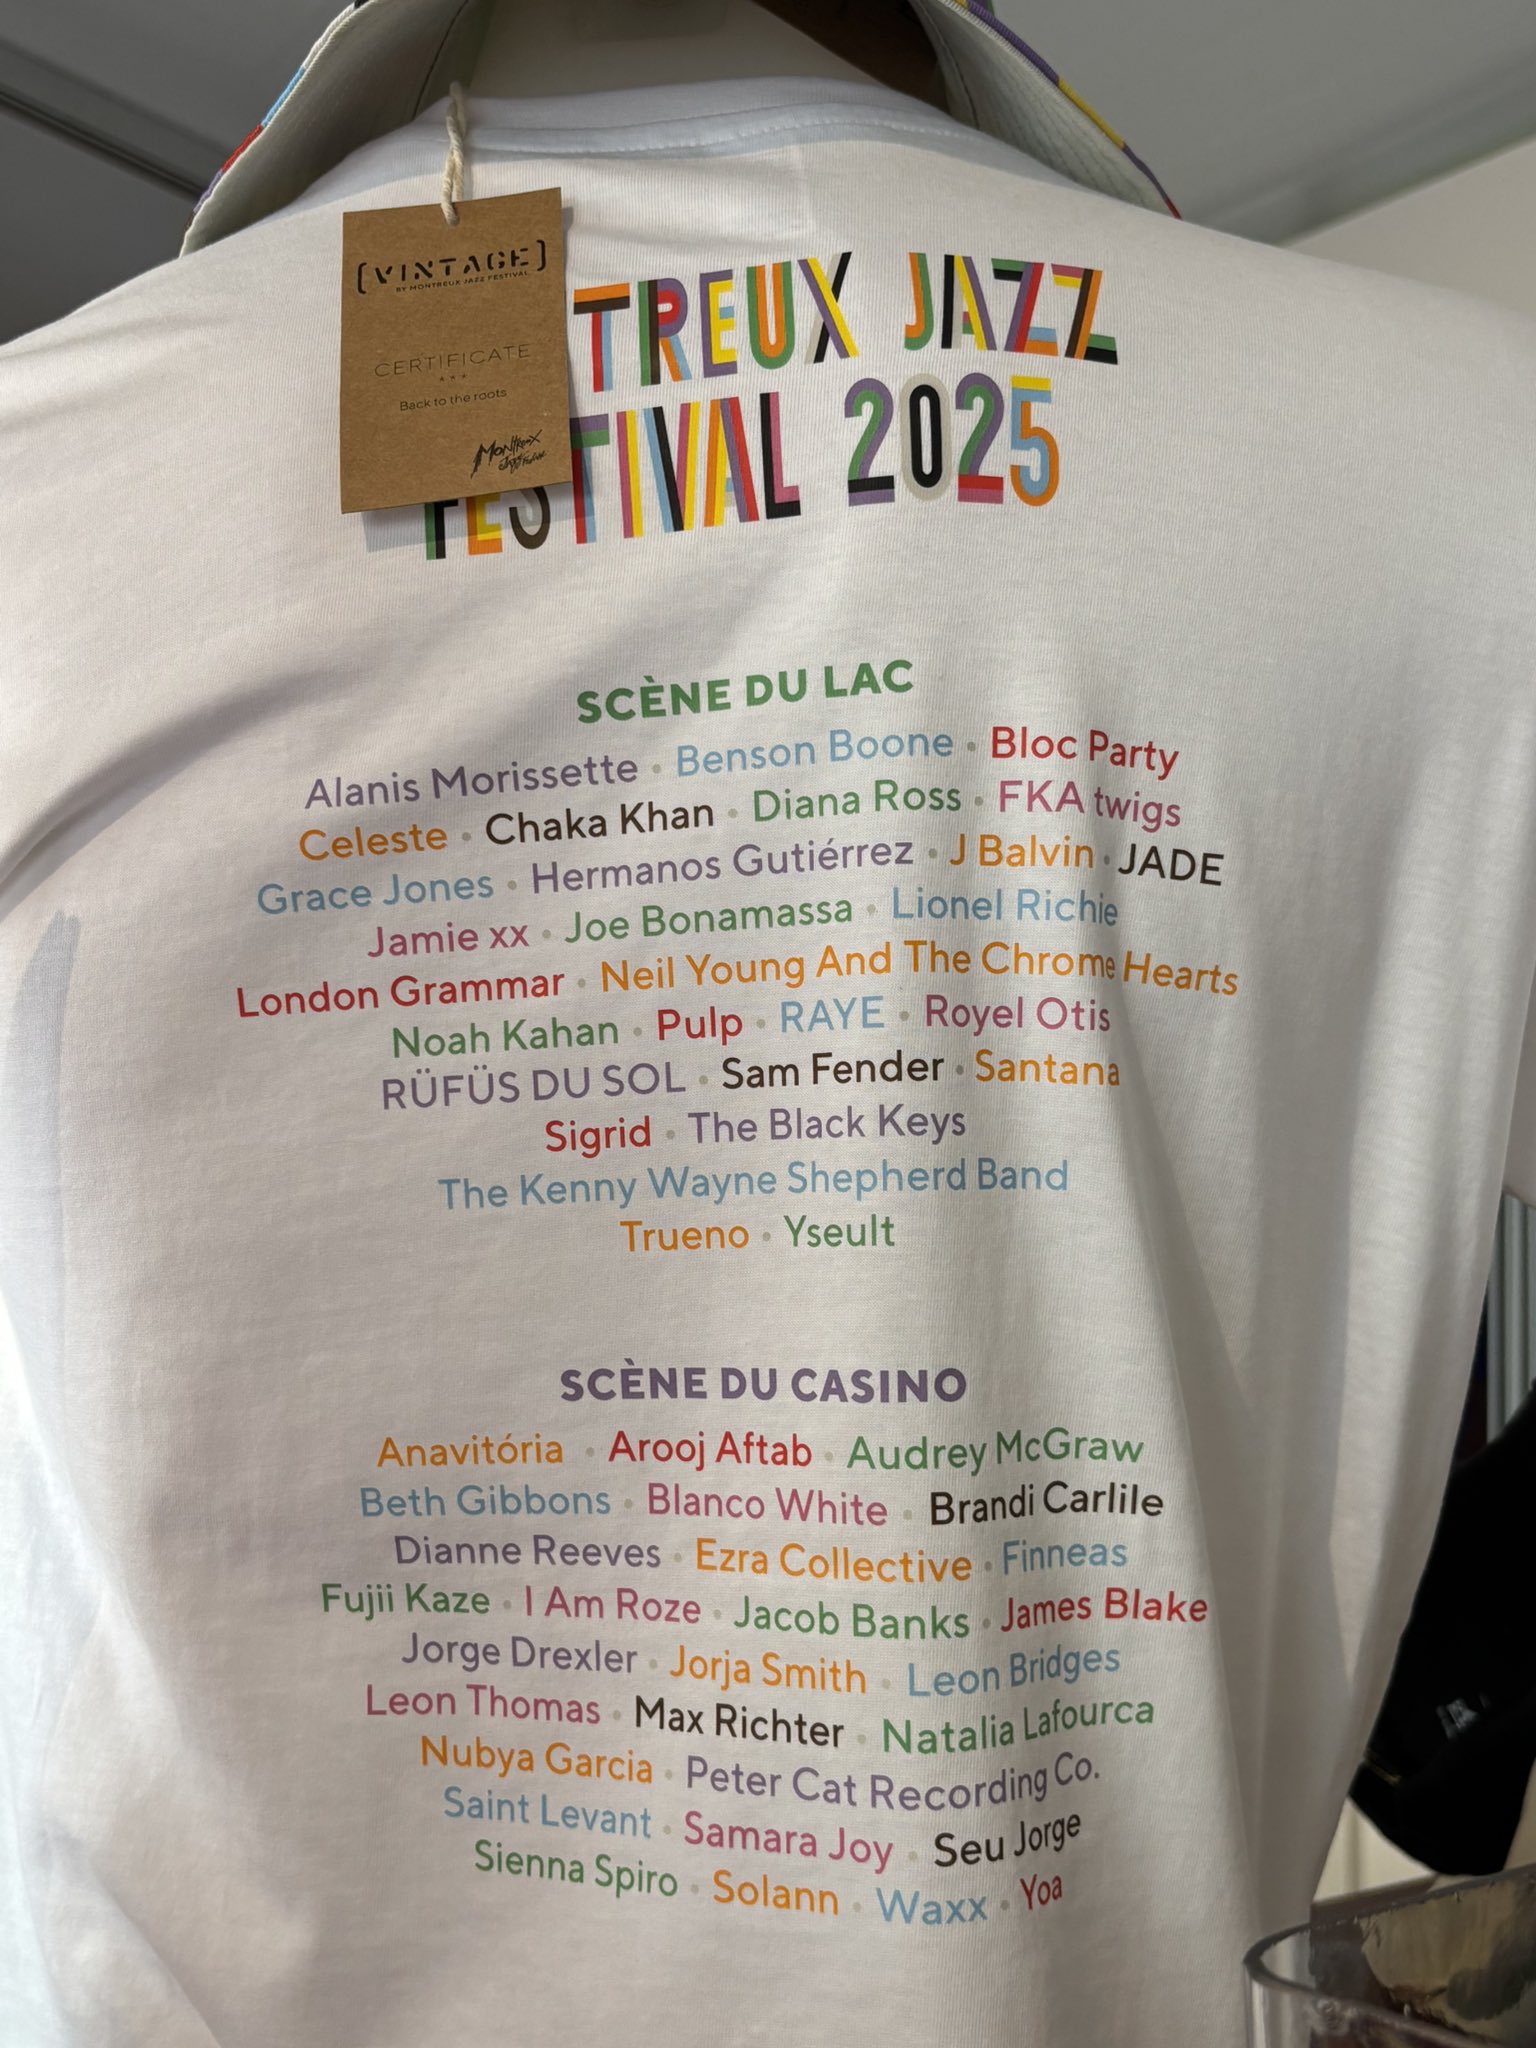 [VINTAGE]
BY MONTREUX JAZZ FESTIVAL
CERTIFICATE
***
Back to the roots
Montreux
Jazz Festival
TREUX JAZZ
FESTIVAL 2025
SCÈNE DU LAC
Alanis Morissette • Benson Boone • Bloc Party
Celeste • Chaka Khan • Diana Ross • FKA twigs
Grace Jones • Hermanos Gutiérrez • J Balvin • JADE
Jamie xx • Joe Bonamassa • Lionel Richie
London Grammar • Neil Young And The Chrome Hearts
Noah Kahan • Pulp • RAYE • Royel Otis
RÜFÜS DU SOL • Sam Fender • Santana
Sigrid • The Black Keys
The Kenny Wayne Shepherd Band
Trueno • Yseult
SCÈNE DU CASINO
Anavitória • Arooj Aftab • Audrey McGraw
Beth Gibbons • Blanco White • Brandi Carlile
Dianne Reeves • Ezra Collective • Finneas
Fujii Kaze • I Am Roze • Jacob Banks • James Blake
Jorge Drexler • Jorja Smith • Leon Bridges
Leon Thomas • Max Richter • Natalia Lafourca
Nubya Garcia • Peter Cat Recording Co.
Saint Levant • Samara Joy • Seu Jorge
Sienna Spiro • Solann • Waxx • Yoa